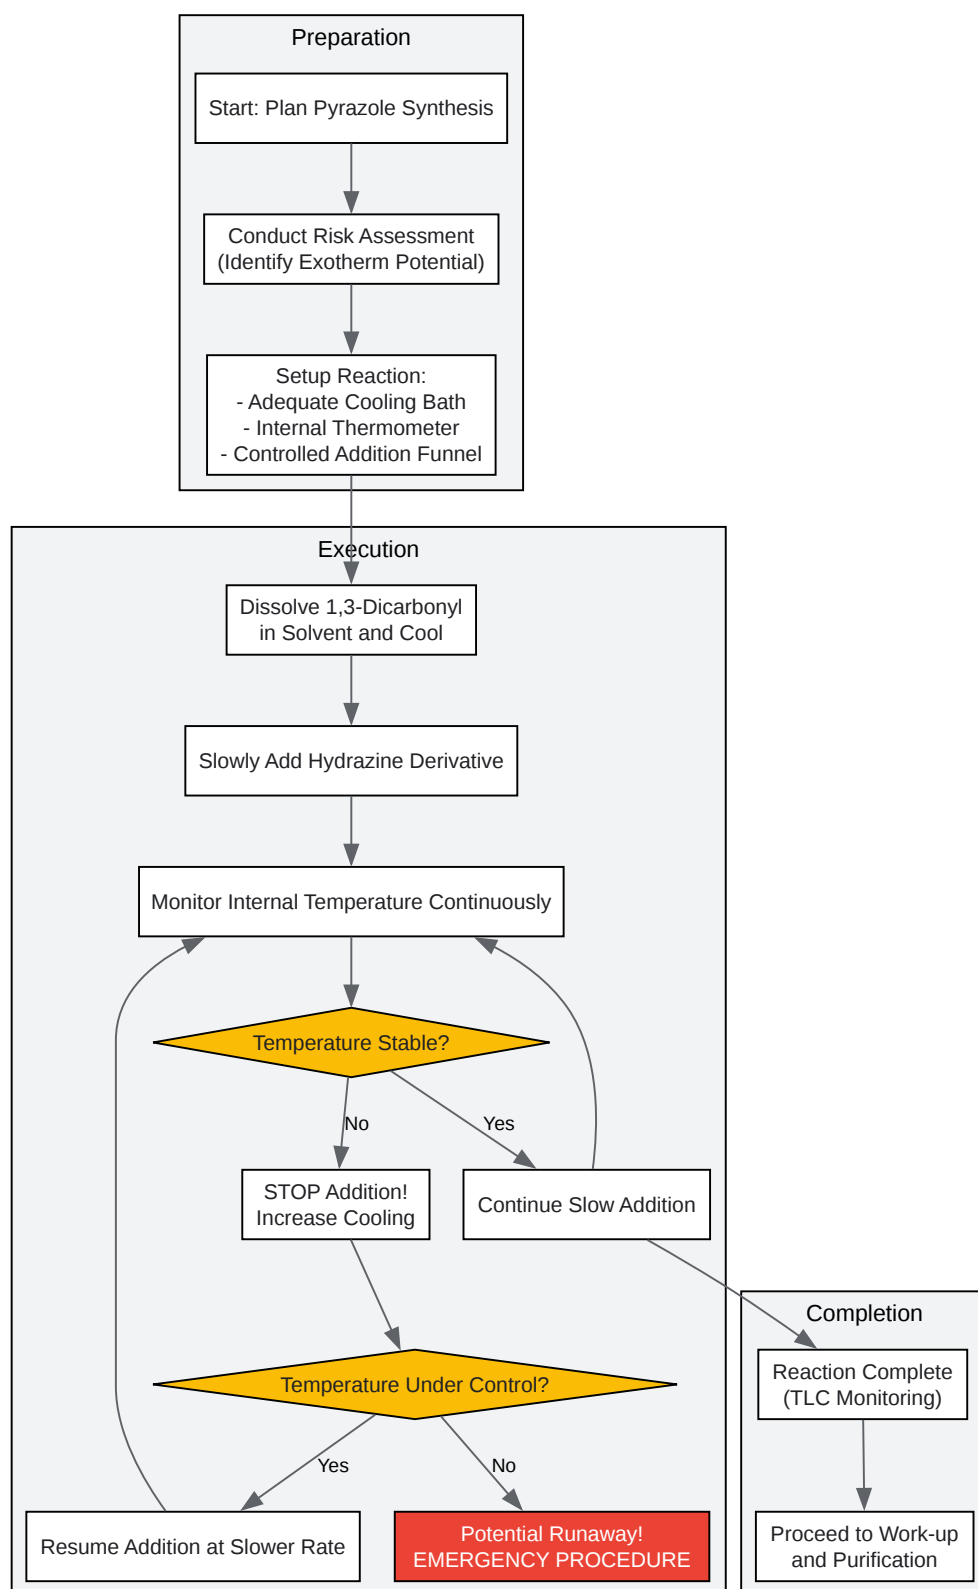 Preparation
Start: Plan Pyrazole Synthesis
Conduct Risk Assessment
(Identify Exotherm Potential)
Setup Reaction:
- Adequate Cooling Bath
- Internal Thermometer
- Controlled Addition Funnel
Execution
Dissolve 1,3-Dicarbonyl
in Solvent and Cool
Slowly Add Hydrazine Derivative
Monitor Internal Temperature Continuously
Temperature Stable?
No
Yes
STOP Addition!
Increase Cooling
Continue Slow Addition
Temperature Under Control?
Yes
No
Resume Addition at Slower Rate
Potential Runaway!
EMERGENCY PROCEDURE
Completion
Reaction Complete
(TLC Monitoring)
Proceed to Work-up
and Purification